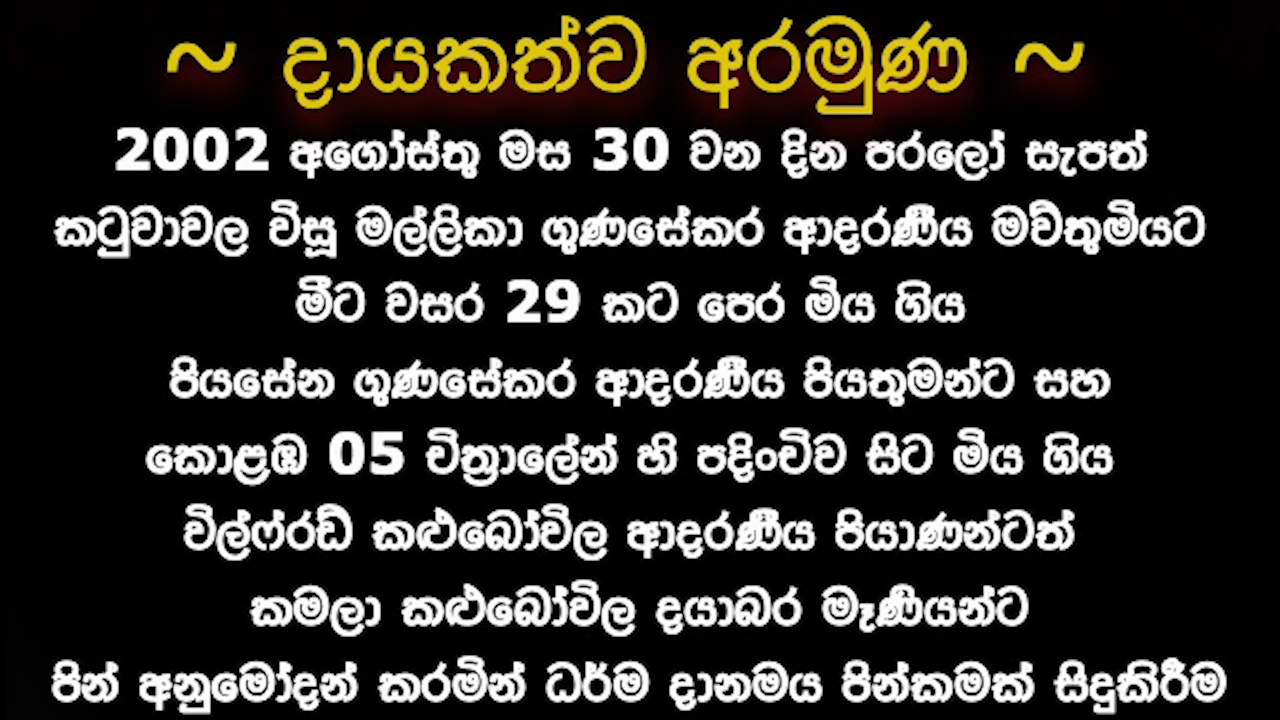 ~ දායකත්ව අරමුණ ~
2002 අගෝස්තු මස 30 වන දින පරලෝ සැපත්
කටුවාවල විසූ මල්ලිකා ගුණසේකර ආදරණීය මව්තුමියට
මීට වසර 29 කට පෙර මිය ගිය
පියසේන ගුණසේකර ආදරණීය පියතුමන්ට සහ
කොළඹ 05 චිත්‍රාලේන් හි පදිංචිව සිට මිය ගිය
විල්ෆ්රඩ් කළුබෝවිල ආදරණීය පියාණන්ටත්
කමලා කළුබෝවිල දයාබර මෑණියන්ට
පින් අනුමෝදන් කරමින් ධර්ම දානමය පින්කමක් සිදුකිරීම